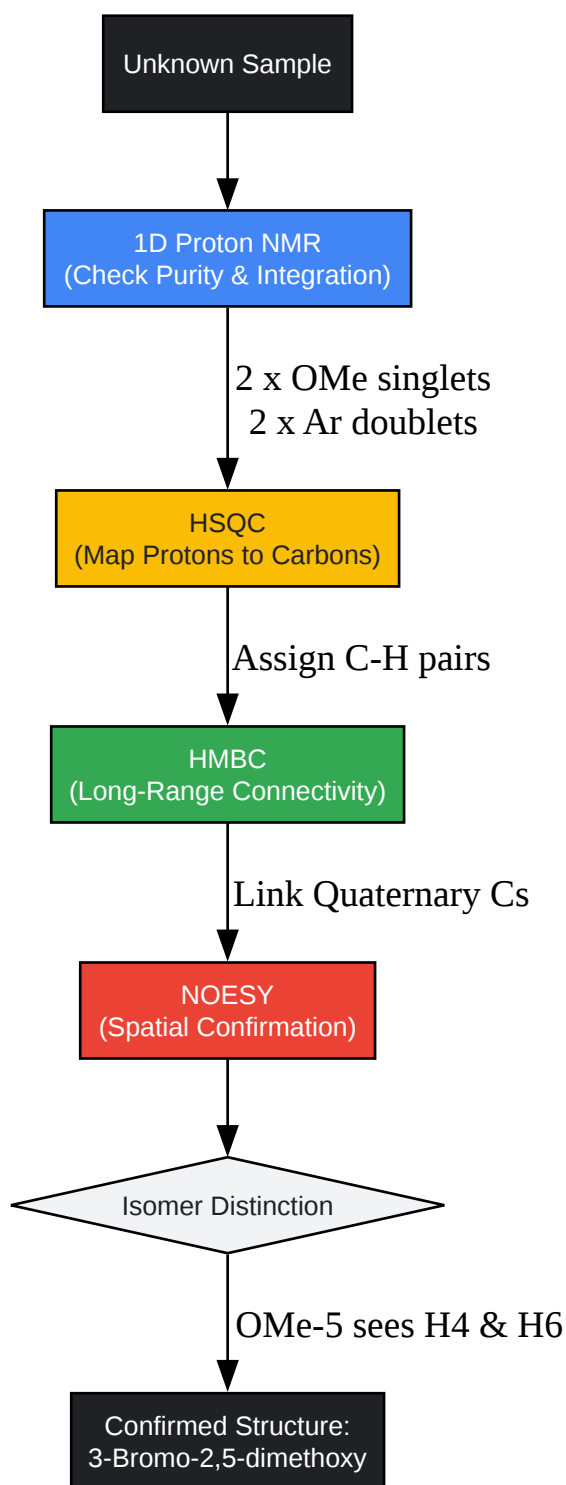 Unknown Sample
1D Proton NMR
(Check Purity & Integration)
2 x OMe singlets
2 x Ar doublets
HSQC
(Map Protons to Carbons)
Assign C-H pairs
HMBC
(Long-Range Connectivity)
Link Quaternary Cs
NOESY
(Spatial Confirmation)
Isomer Distinction
OMe-5 sees H4 & H6
Confirmed Structure:
3-Bromo-2,5-dimethoxy